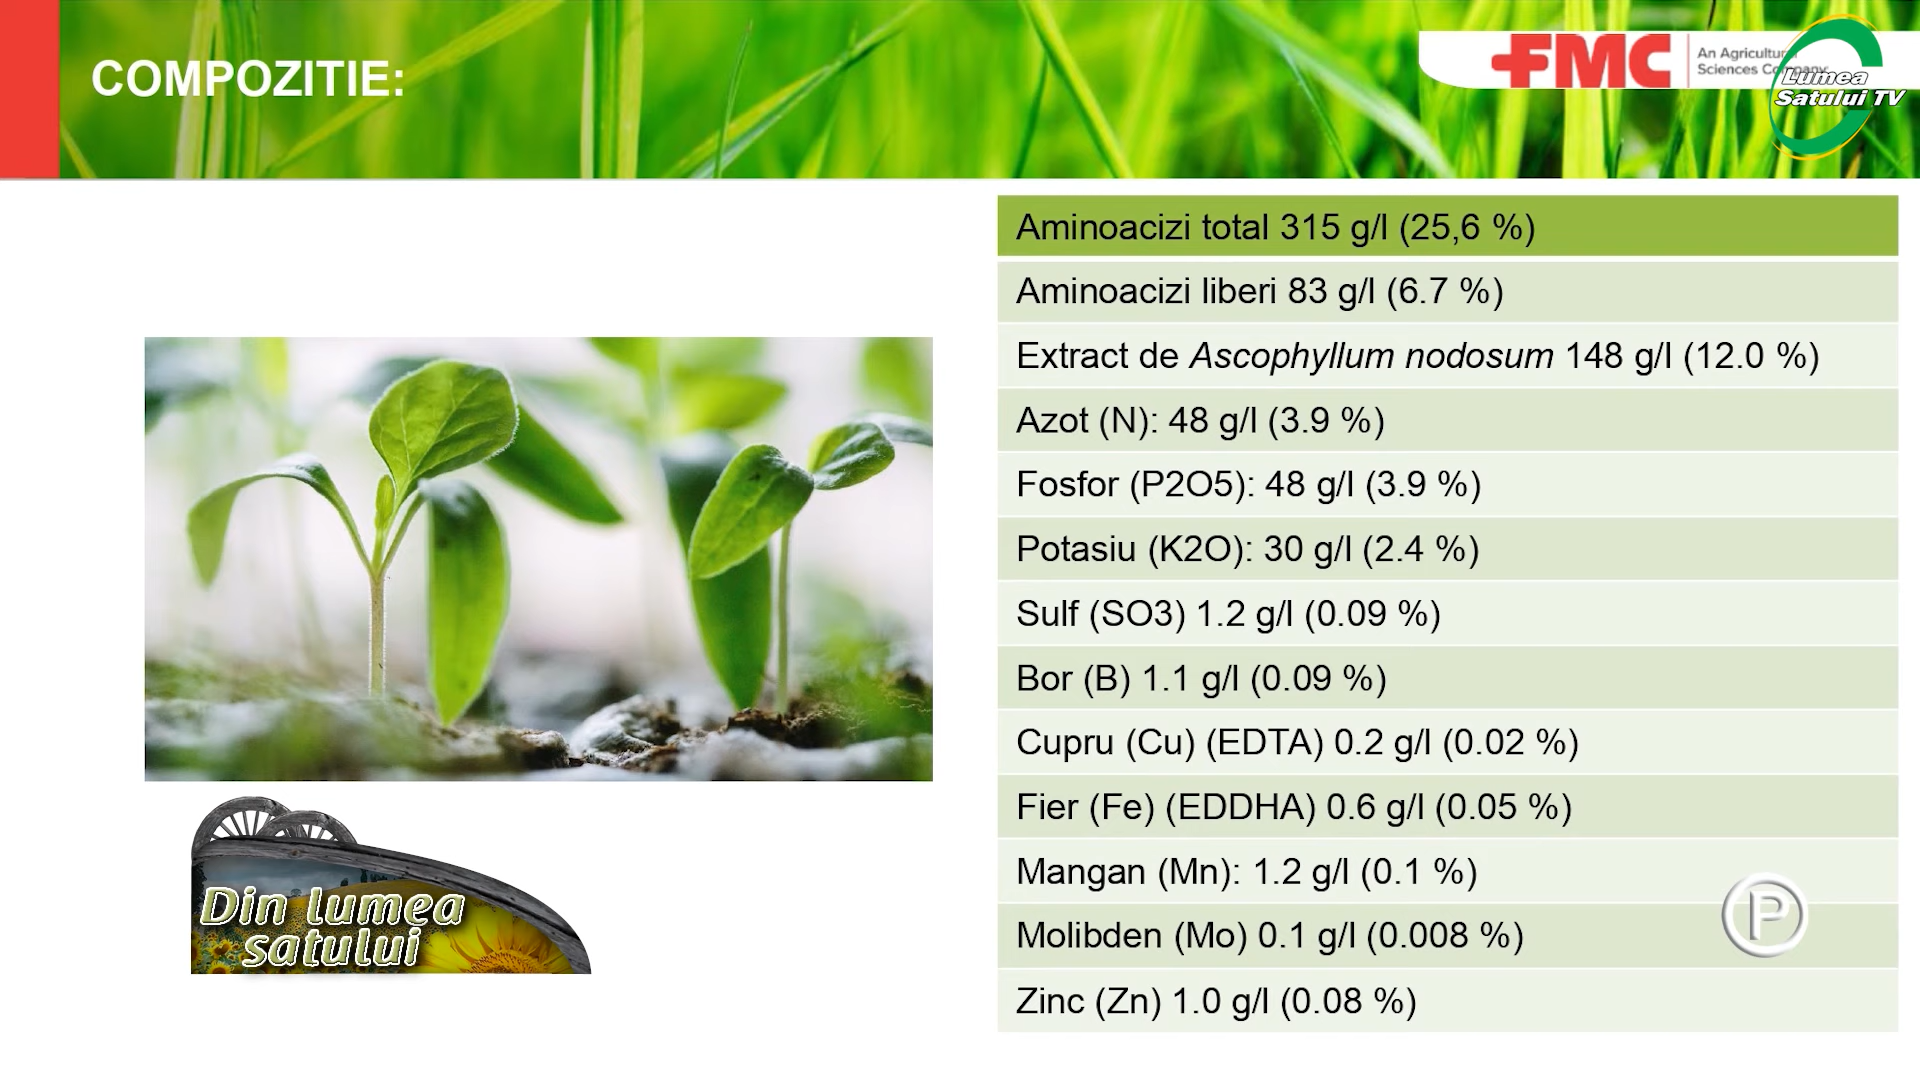 COMPOZITIE:
FMC
An Agricultural
Sciences Company
Lumea
Satului TV
Aminoacizi total 315 g/l (25,6 %)
Aminoacizi liberi 83 g/l (6.7 %)
Extract de Ascophyllum nodosum 148 g/l (12.0 %)
Azot (N): 48 g/l (3.9 %)
Fosfor (P2O5): 48 g/l (3.9 %)
Potasiu (K2O): 30 g/l (2.4 %)
Sulf (SO3) 1.2 g/l (0.09 %)
Bor (B) 1.1 g/l (0.09 %)
Cupru (Cu) (EDTA) 0.2 g/l (0.02 %)
Fier (Fe) (EDDHA) 0.6 g/l (0.05 %)
Mangan (Mn): 1.2 g/l (0.1 %)
Molibden (Mo) 0.1 g/l (0.008 %)
Zinc (Zn) 1.0 g/l (0.08 %)
P
Din lumea
satului